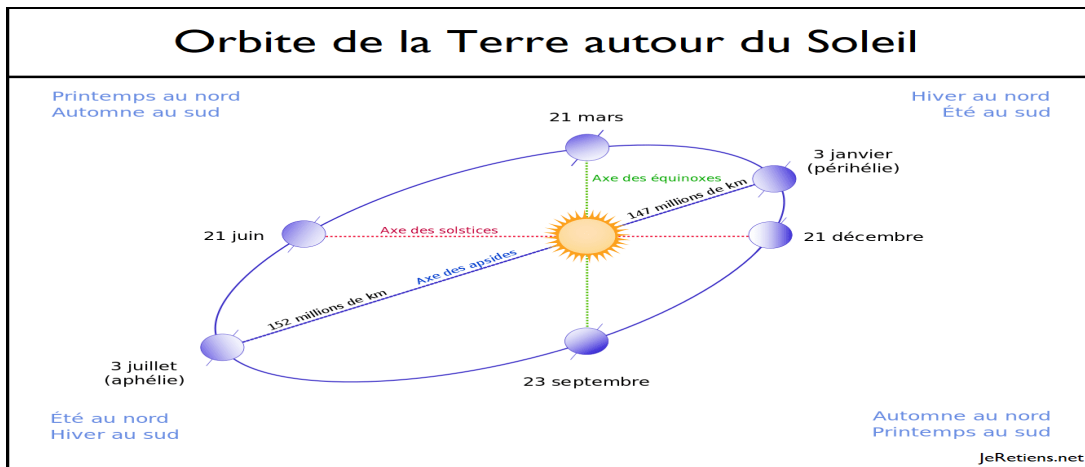 Orbite de la Terre autour du Soleil
Printemps au nord
Automne au sud
Hiver au nord
Été au sud
21 mars
3 janvier
(périhélie)
Axe des équinoxes
147 millions de km
21 juin
Axe des solstices
21 décembre
Axe des apsides
152 millions de km
3 juillet
(aphélie)
23 septembre
Été au nord
Hiver au sud
Automne au nord
Printemps au sud
JeRetiens.net